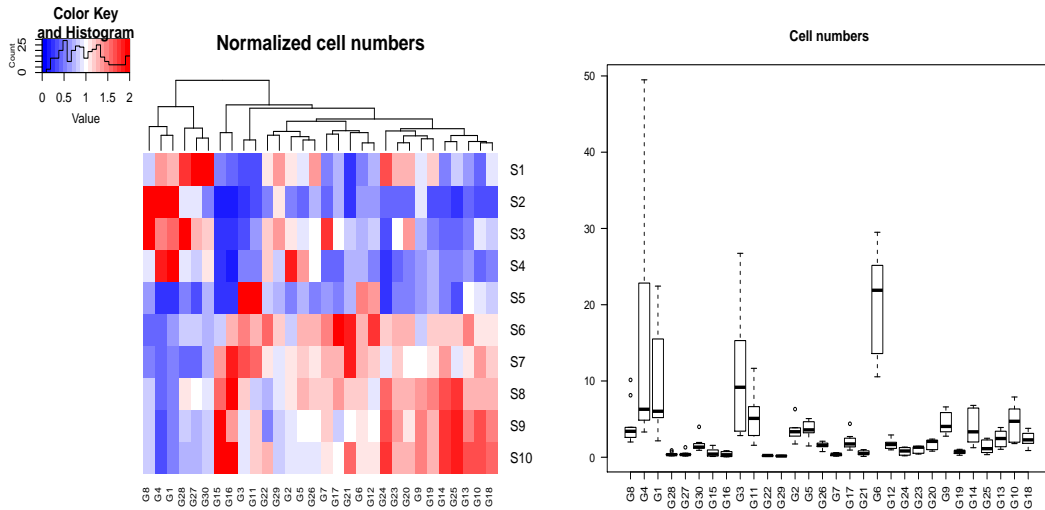 Color Key
and Histogram
Count
0
25
0 0.5 1 1.5 2
Value
Normalized cell numbers
S1
S2
S3
S4
S5
S6
S7
S8
S9
S10
G8 G4 G1 G28 G27 G30 G15 G16 G3 G11 G22 G29 G2 G5 G26 G7 G17 G21 G6 G12 G24 G23 G20 G9 G19 G14 G25 G13 G10 G18
Cell numbers
50
40
30
20
10
0
G8 G4 G1 G28 G27 G30 G15 G16 G3 G11 G22 G29 G2 G5 G26 G7 G17 G21 G6 G12 G24 G23 G20 G9 G19 G14 G25 G13 G10 G18